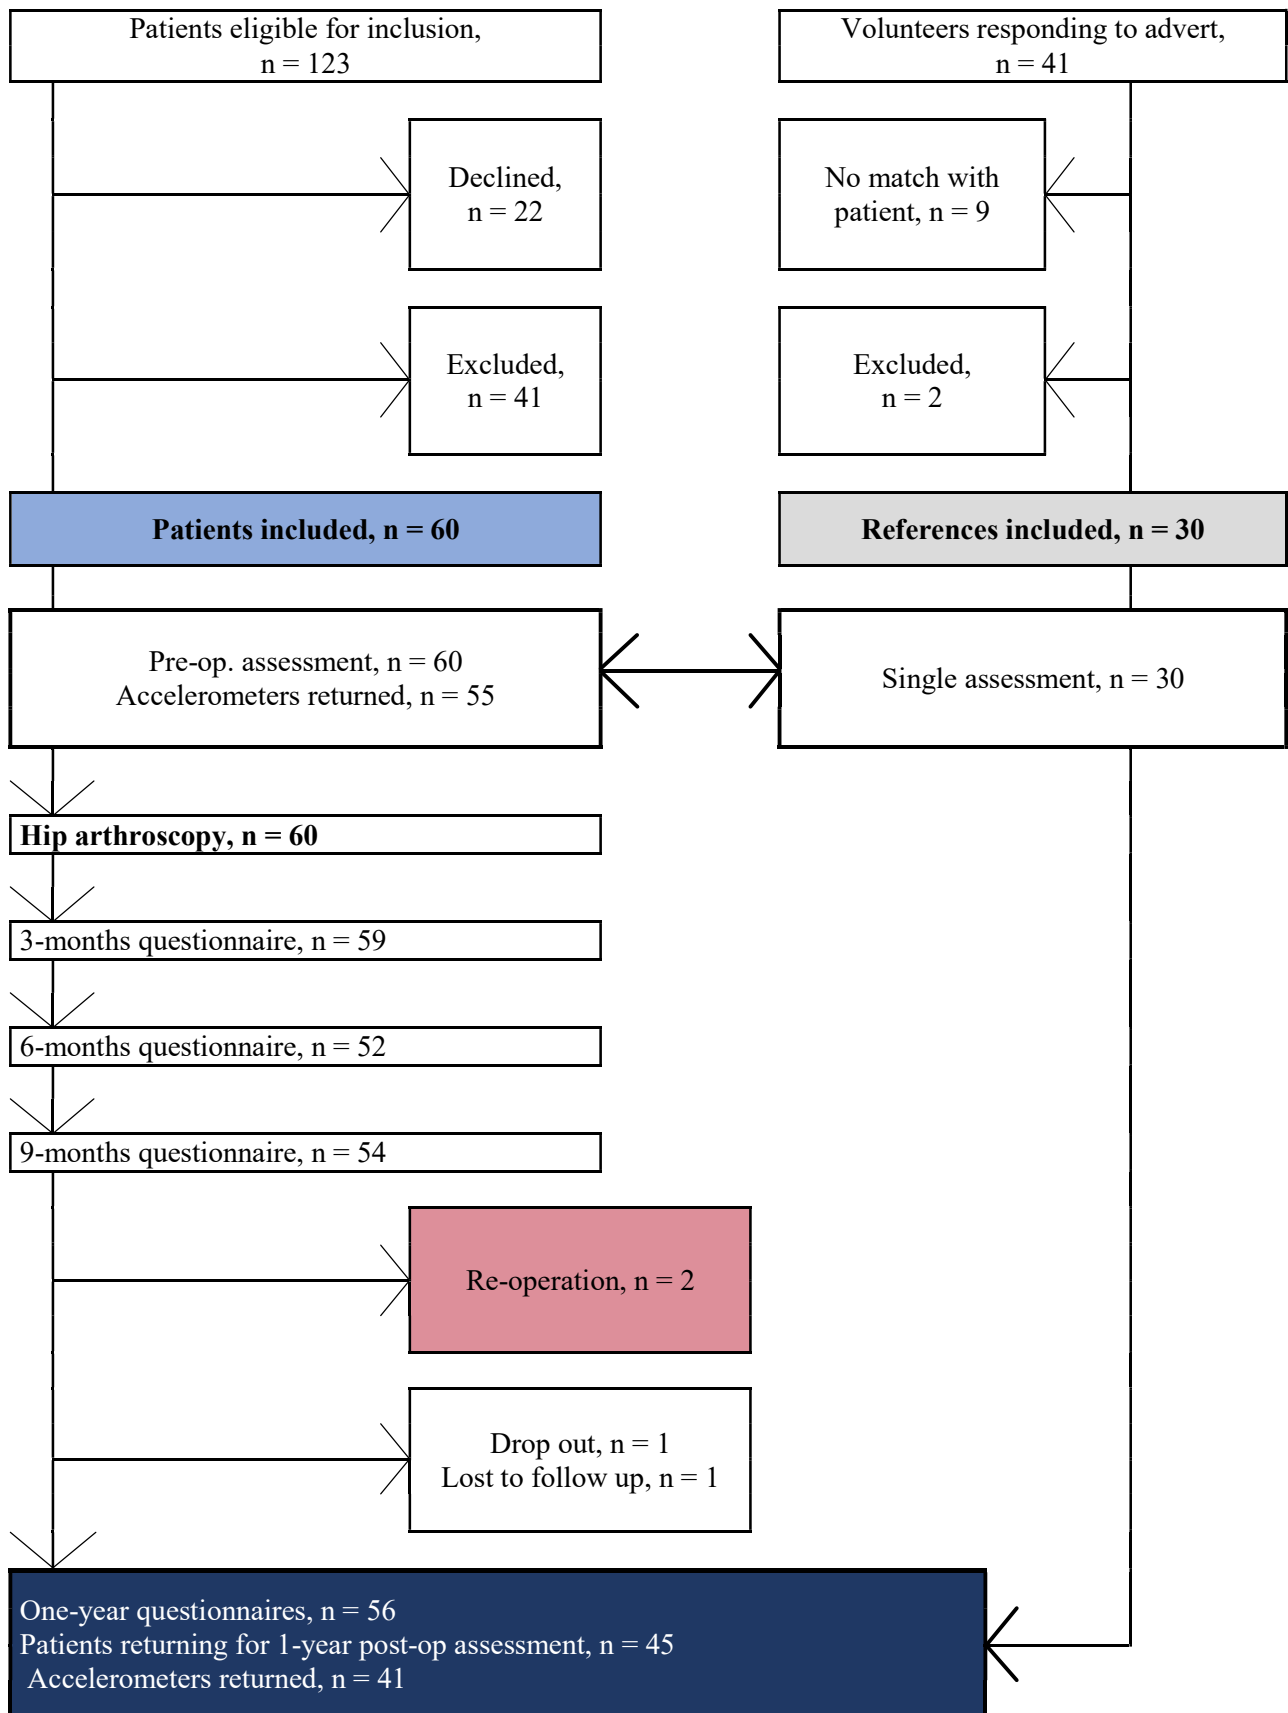 Patients eligible for inclusion,
n = 123
Volunteers responding to advert,
n = 41
Declined,
n = 22
No match with
patient, n = 9
Excluded,
n = 41
Excluded,
n = 2
Patients included, n = 60
References included, n = 30
Pre-op. assessment, n = 60
Accelerometers returned, n = 55
Single assessment, n = 30
Hip arthroscopy, n = 60
3-months questionnaire, n = 59
6-months questionnaire, n = 52
9-months questionnaire, n = 54
Re-operation, n = 2
Drop out, n = 1
Lost to follow up, n = 1
One-year questionnaires, n = 56
Patients returning for 1-year post-op assessment, n = 45
Accelerometers returned, n = 41